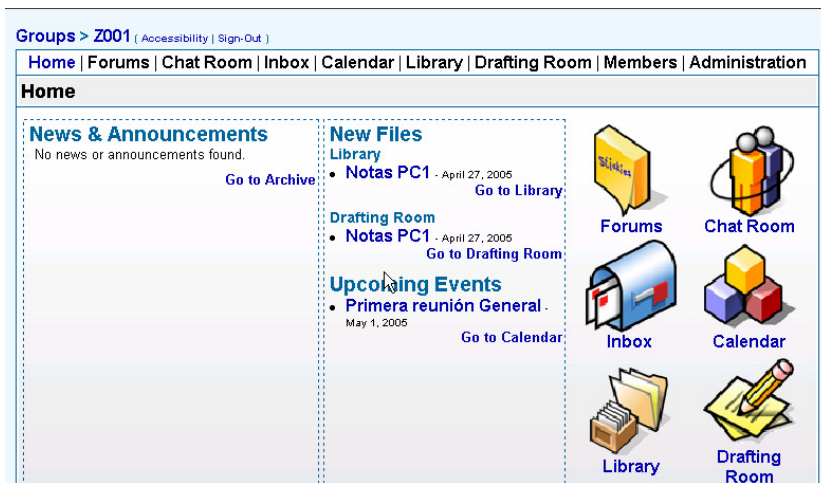 Groups > Z001 ( Accessibility | Sign-Out )
Home | Forums | Chat Room | Inbox | Calendar | Library | Drafting Room | Members | Administration
Home
News & Announcements
No news or announcements found.
Go to Archive
New Files
Library
• Notas PC1 - April 27, 2005
Go to Library
Drafting Room
• Notas PC1 - April 27, 2005
Go to Drafting Room
Upcoming Events
• Primera reunión General -
May 1, 2005
Go to Calendar
Stickies
Forums
Chat Room
Inbox
Calendar
Library
Drafting
Room